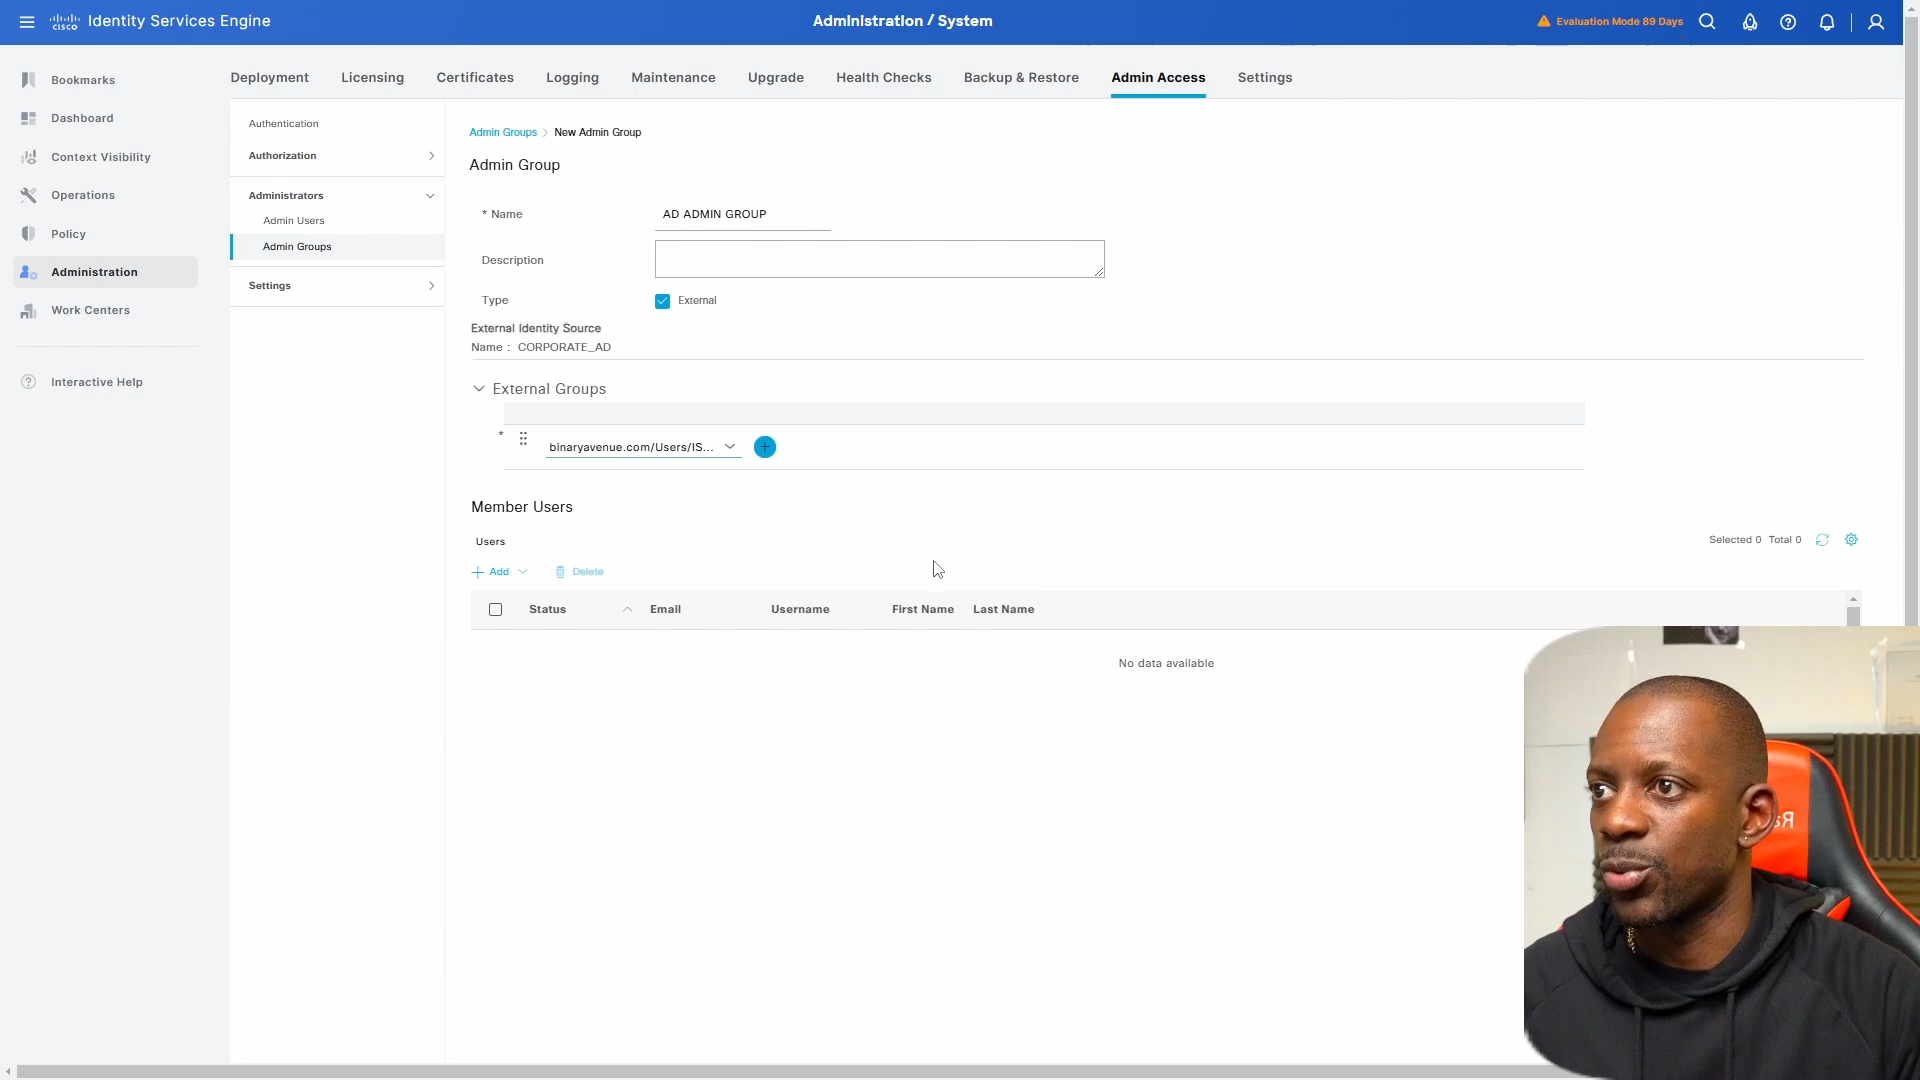 CISCO Identity Services Engine
Administration / System
Evaluation Mode 89 Days
Bookmarks
Dashboard
Context Visibility
Operations
Policy
Administration
Work Centers
Interactive Help
Deployment Licensing Certificates Logging Maintenance Upgrade Health Checks Backup & Restore Admin Access Settings
Authentication
Authorization
Administrators
Admin Users
Admin Groups
Settings
Admin Groups > New Admin Group
Admin Group
* Name AD ADMIN GROUP
Description
Type External
External Identity Source
Name : CORPORATE_AD
External Groups
* binaryavenue.com/Users/IS...
Member Users
Users
Selected 0 Total 0
+ Add Delete
Status Email Username First Name Last Name
No data available